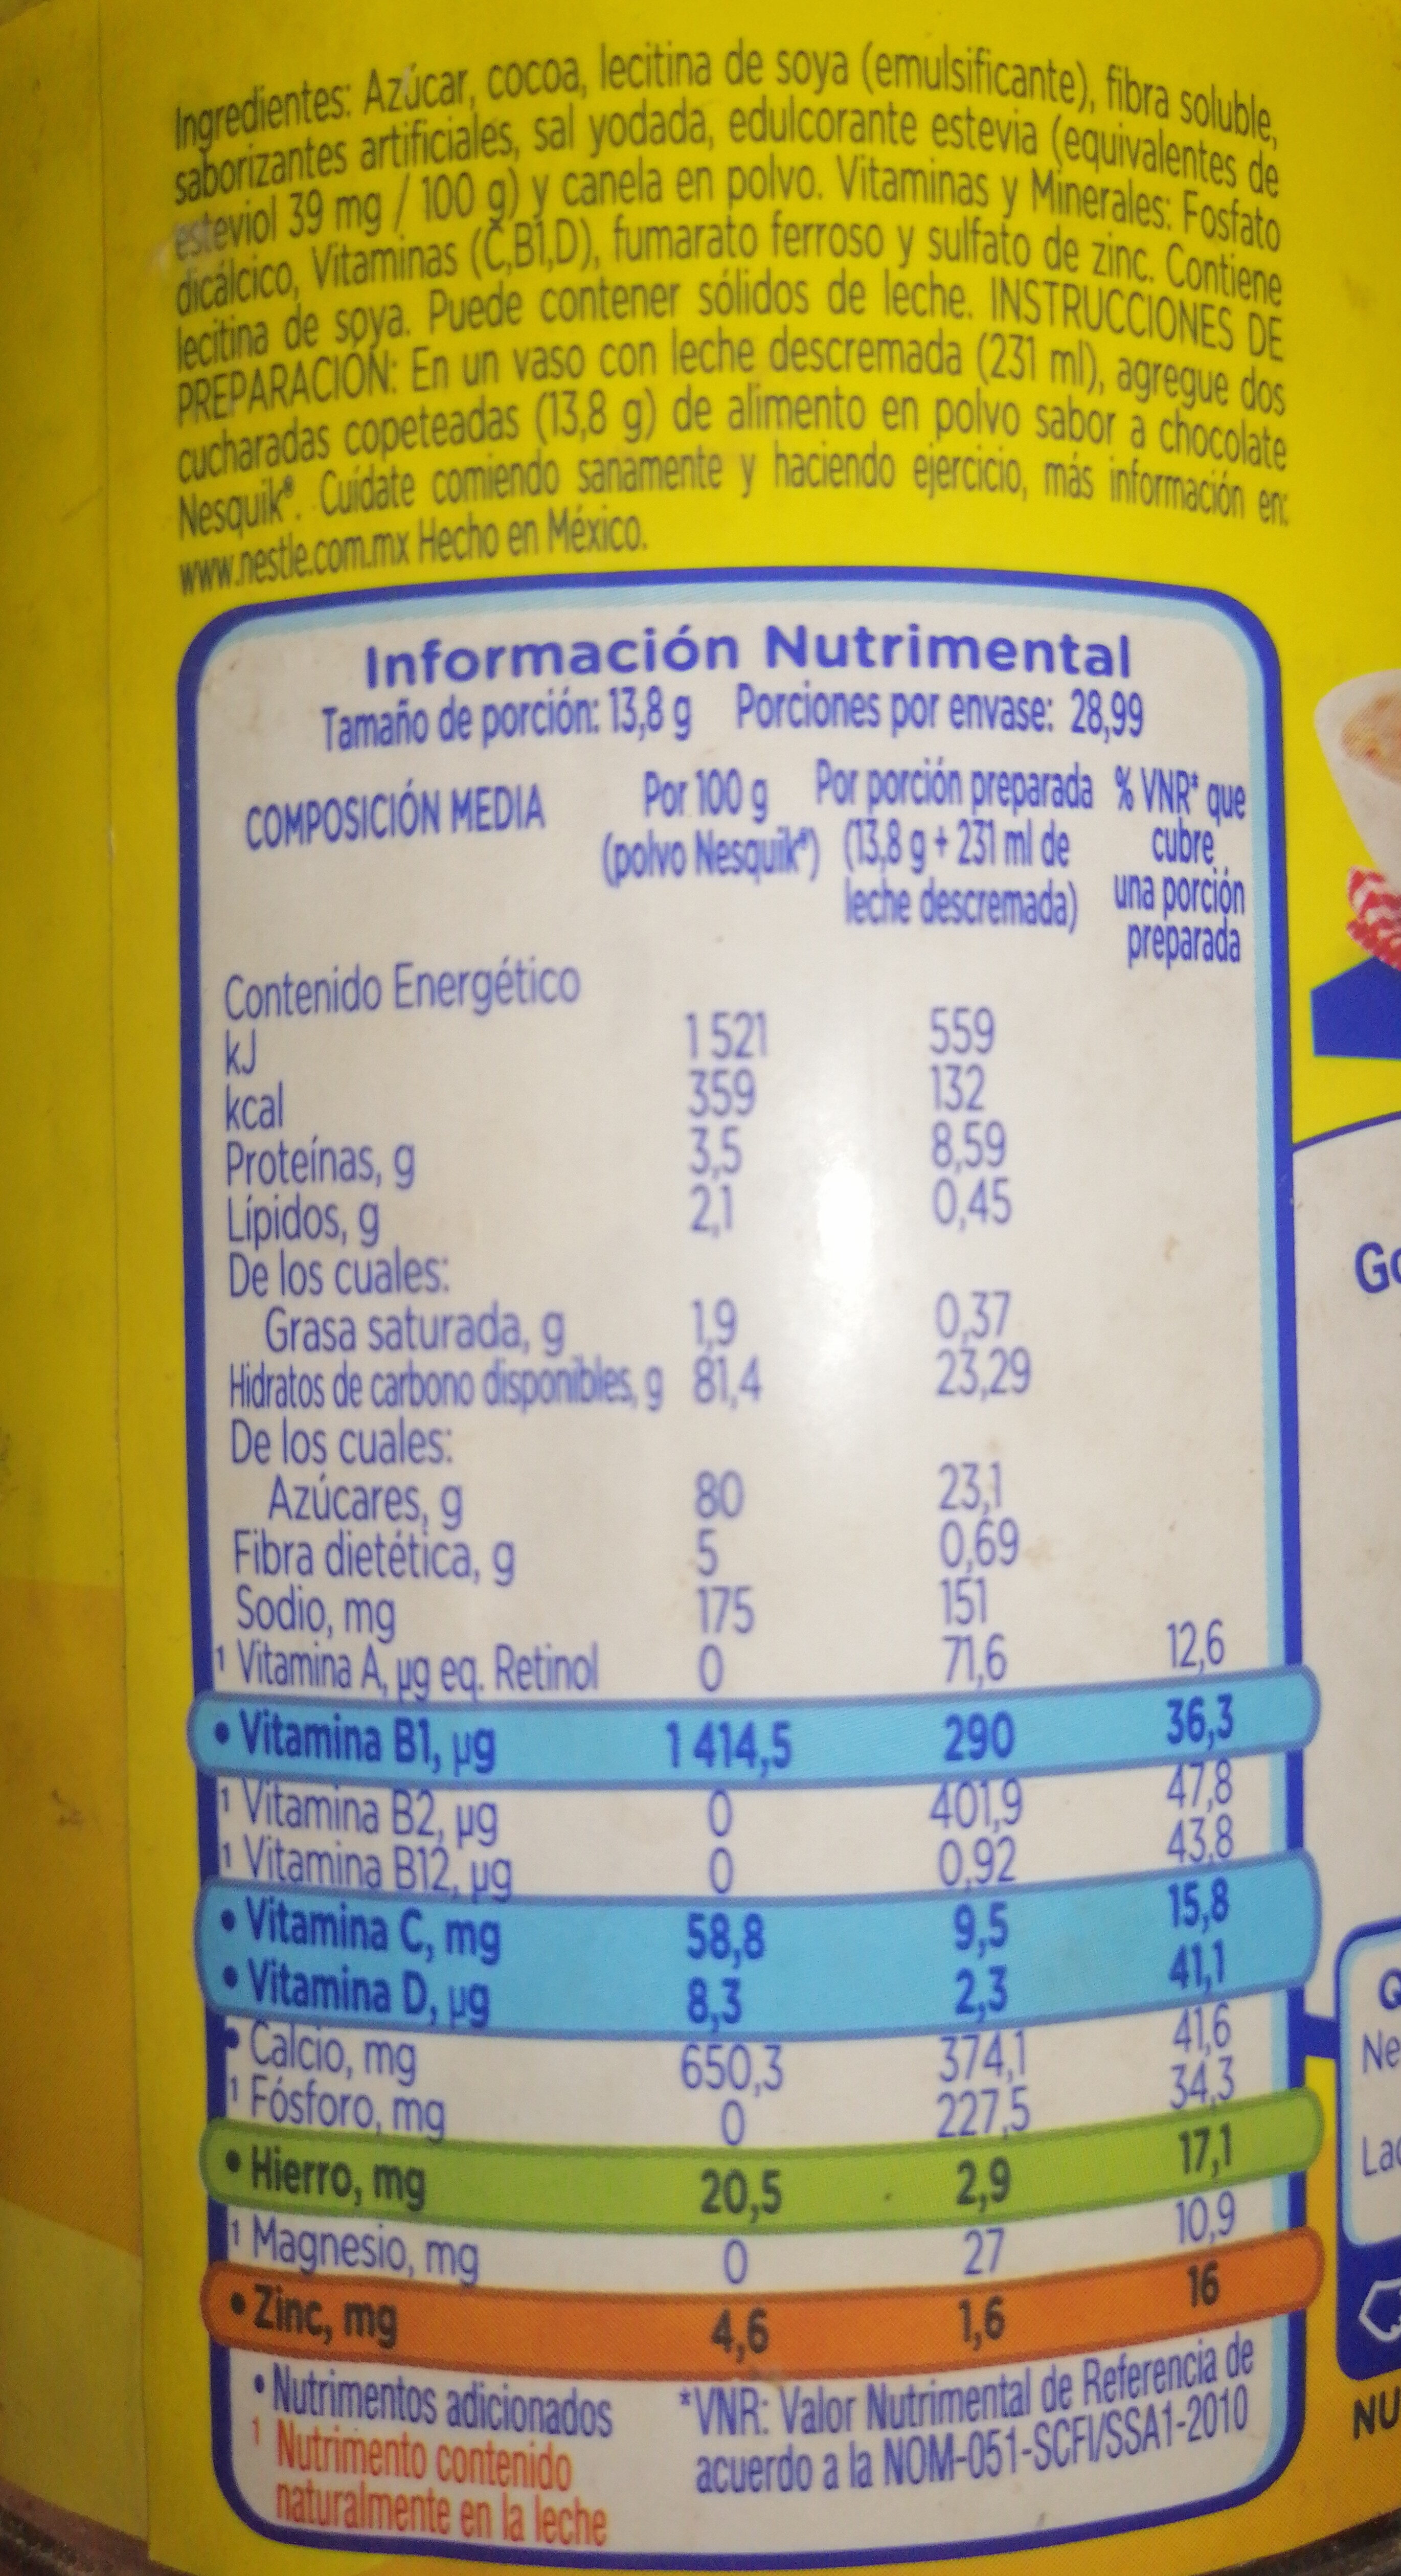 Ingredientes: Azúcar, cocoa, lecitina de soya (emulsificante), fibra soluble,
saborizantes artificiales, sal yodada, edulcorante estevia (equivalentes de
esteviol 39 mg / 100 g) y canela en polvo. Vitaminas y Minerales: Fosfato
dicálcico, Vitaminas (C,B1,D), fumarato ferroso y sulfato de zinc. Contiene
lecitina de soya. Puede contener sólidos de leche. INSTRUCCIONES DE
PREPARACIÓN: En un vaso con leche descremada (231 ml), agregue dos
cucharadas copeteadas (13,8 g) de alimento en polvo sabor a chocolate
Nesquik®. Cuídate comiendo sanamente y haciendo ejercicio, más información en:
www.nestle.com.mx Hecho en México.
Información Nutrimental
Tamaño de porción: 13,8 g Porciones por envase: 28,99
COMPOSICIÓN MEDIA Por 100 g Por porción preparada % VNR* que
(polvo Nesquik®) (13,8 g + 231 ml de cubre
leche descremada) una porción
preparada
Contenido Energético
kJ 1 521 559
kcal 359 132
Proteínas, g 3,5 8,59
Lípidos, g 2,1 0,45
De los cuales:
Grasa saturada, g 1,9 0,37
Hidratos de carbono disponibles, g 81,4 23,29
De los cuales:
Azúcares, g 80 23,1
Fibra dietética, g 5 0,69
Sodio, mg 175 151
¹ Vitamina A, µg eq. Retinol 0 71,6 12,6
• Vitamina B1, µg 1 414,5 290 36,3
¹ Vitamina B2, µg 0 401,9 47,8
¹ Vitamina B12, µg 0 0,92 43,8
• Vitamina C, mg 58,8 9,5 15,8
• Vitamina D, µg 8,3 2,3 41,1
• Calcio, mg 650,3 374,1 41,6
¹ Fósforo, mg 0 227,5 34,3
• Hierro, mg 20,5 2,9 17,1
¹ Magnesio, mg 0 27 10,9
• Zinc, mg 4,6 1,6 16
• Nutrimentos adicionados *VNR: Valor Nutrimental de Referencia de
¹ Nutrimento contenido acuerdo a la NOM-051-SCFI/SSA1-2010
naturalmente en la leche